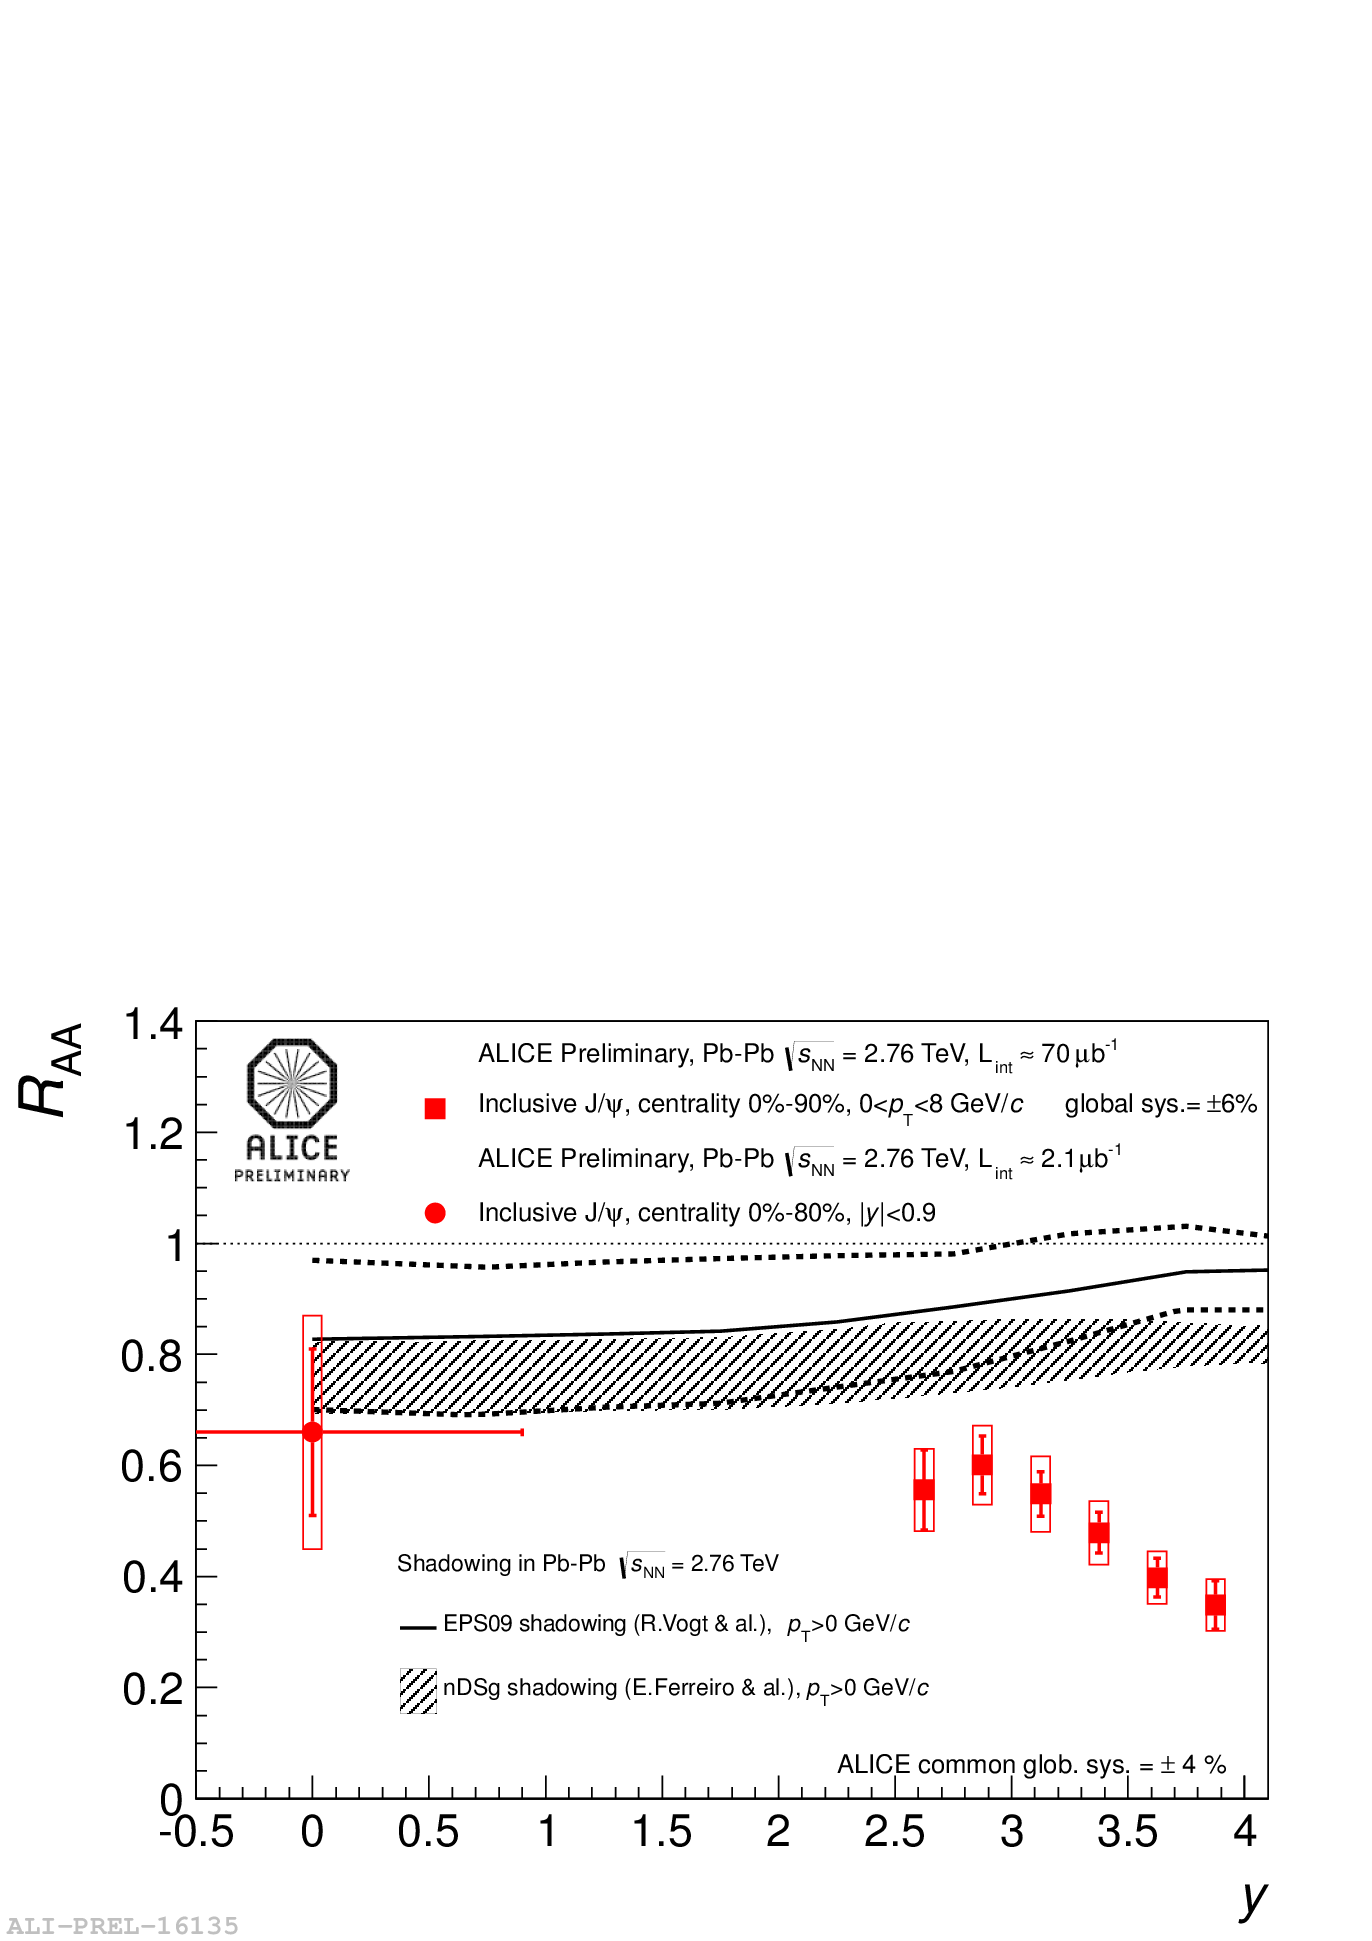 R_AA
1.4
1.2
1
0.8
0.6
0.4
0.2
0
ALICE
PRELIMINARY
ALICE Preliminary, Pb-Pb √s_NN = 2.76 TeV, L_int ≈ 70 μb^-1
Inclusive J/ψ, centrality 0%-90%, 0<p_T<8 GeV/c global sys.= ±6%
ALICE Preliminary, Pb-Pb √s_NN = 2.76 TeV, L_int ≈ 2.1μb^-1
Inclusive J/ψ, centrality 0%-80%, |y|<0.9
Shadowing in Pb-Pb √s_NN = 2.76 TeV
EPS09 shadowing (R.Vogt & al.), p_T>0 GeV/c
nDSg shadowing (E.Ferreiro & al.), p_T>0 GeV/c
ALICE common glob. sys. = ± 4 %
-0.5 0 0.5 1 1.5 2 2.5 3 3.5 4
y
ALI-PREL-16135